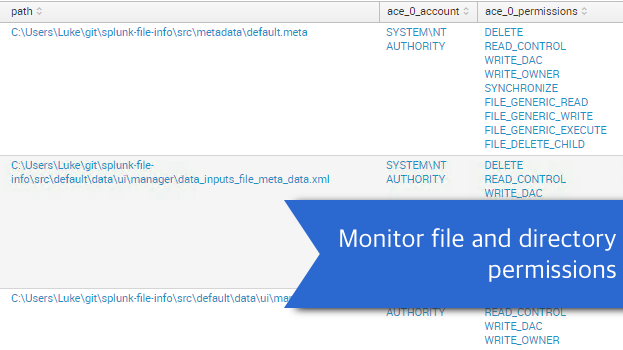 path ace_0_account ace_0_permissions
C:\Users\Luke\git\splunk-file-info\src\metadata\default.meta SYSTEM\NT DELETE
AUTHORITY READ_CONTROL
WRITE_DAC
WRITE_OWNER
SYNCHRONIZE
FILE_GENERIC_READ
FILE_GENERIC_WRITE
FILE_GENERIC_EXECUTE
FILE_DELETE_CHILD
C:\Users\Luke\git\splunk-file- SYSTEM\NT DELETE
info\src\default\data\ui\manager\data_inputs_file_meta_data.xml AUTHORITY READ_CONTROL
WRITE_DAC
Monitor file and directory
permissions
C:\Users\Luke\git\splunk-file-info\src\default\data\ui\
AUTHORITY READ_CONTROL
WRITE_DAC
WRITE_OWNER